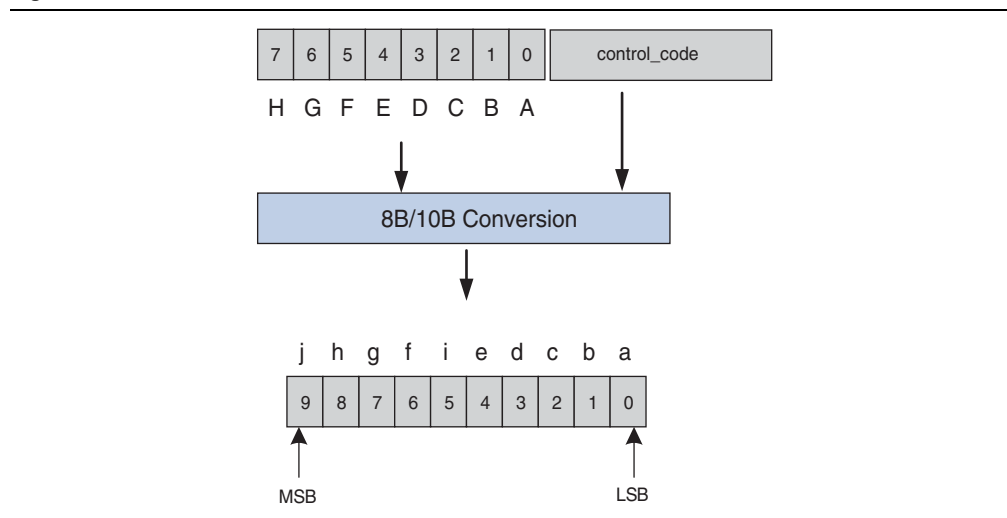 7 6 5 4 3 2 1 0 control_code
H G F E D C B A
8B/10B Conversion
j h g f i e d c b a
9 8 7 6 5 4 3 2 1 0
MSB LSB